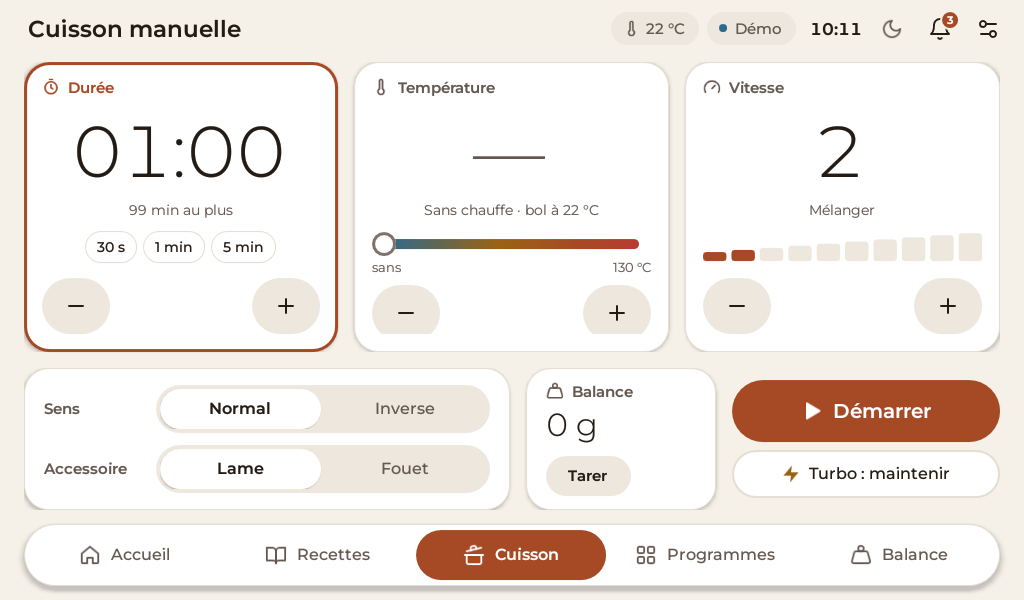 Cuisson manuelle
22 °C
Démo
10:11
3
Durée
01:00
99 min au plus
30 s
1 min
5 min
−
+
Température
—
Sans chauffe · bol à 22 °C
sans
130 °C
−
+
Vitesse
2
Mélanger
−
+
Sens
Normal
Inverse
Accessoire
Lame
Fouet
Balance
0 g
Tarer
Démarrer
Turbo : maintenir
Accueil
Recettes
Cuisson
Programmes
Balance